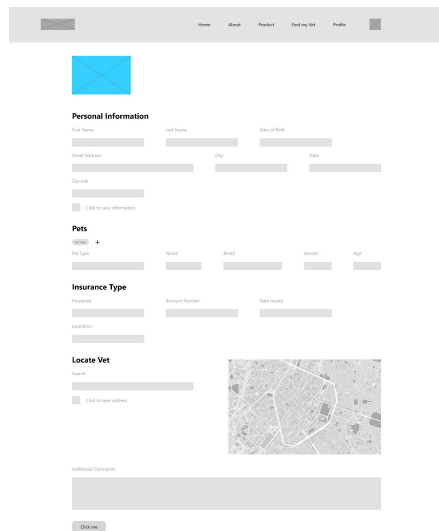 Home About Product Find my Vet Profile
Personal Information
First Name Last Name Date of Birth
Street Address City State
Zipcode
Click to save information
Pets
+
Pet Type Name Breed Gender Age
Insurance Type
Insurance Account Number Date Issued
Expiration
Locate Vet
Search
Click to save address
Additional Comments
Click me